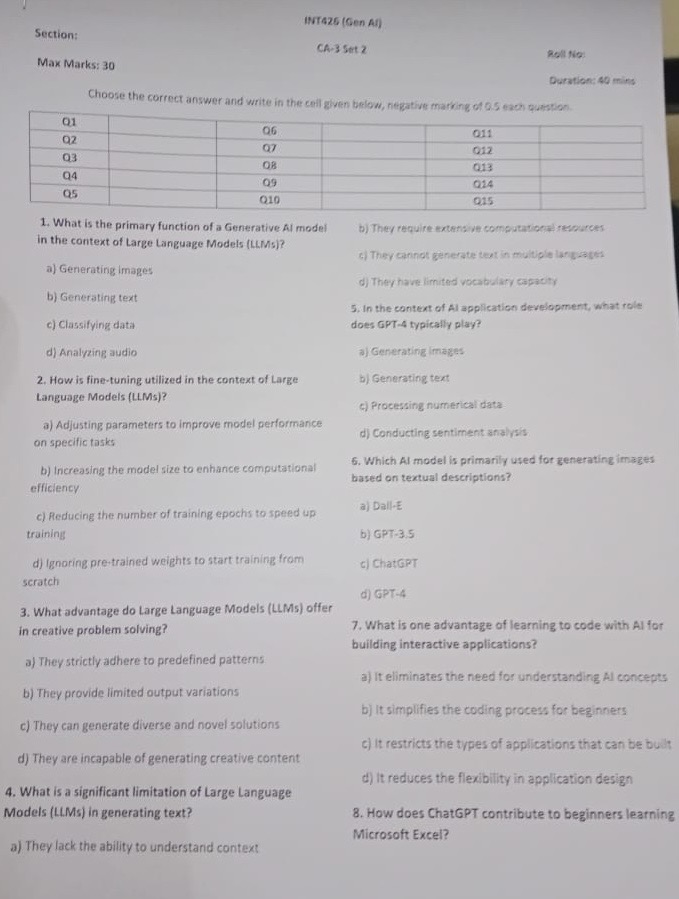 INT426 (Gen AI)
Section:
CA-3 Set 2
Roll No:
Max Marks: 30
Duration: 40 mins
Choose the correct answer and write in the cell given below, negative marking of 0.5 each question.
Q1 Q6 Q11
Q2 Q7 Q12
Q3 Q8 Q13
Q4 Q9 Q14
Q5 Q10 Q15
1. What is the primary function of a Generative AI model
in the context of Large Language Models (LLMs)?
a) Generating images
b) Generating text
c) Classifying data
d) Analyzing audio
2. How is fine-tuning utilized in the context of Large
Language Models (LLMs)?
a) Adjusting parameters to improve model performance
on specific tasks
b) Increasing the model size to enhance computational
efficiency
c) Reducing the number of training epochs to speed up
training
d) Ignoring pre-trained weights to start training from
scratch
3. What advantage do Large Language Models (LLMs) offer
in creative problem solving?
a) They strictly adhere to predefined patterns
b) They provide limited output variations
c) They can generate diverse and novel solutions
d) They are incapable of generating creative content
4. What is a significant limitation of Large Language
Models (LLMs) in generating text?
a) They lack the ability to understand context
b) They require extensive computational resources
c) They cannot generate text in multiple languages
d) They have limited vocabulary capacity
5. In the context of AI application development, what role
does GPT-4 typically play?
a) Generating images
b) Generating text
c) Processing numerical data
d) Conducting sentiment analysis
6. Which AI model is primarily used for generating images
based on textual descriptions?
a) Dall-E
b) GPT-3.5
c) ChatGPT
d) GPT-4
7. What is one advantage of learning to code with AI for
building interactive applications?
a) It eliminates the need for understanding AI concepts
b) It simplifies the coding process for beginners
c) It restricts the types of applications that can be built
d) It reduces the flexibility in application design
8. How does ChatGPT contribute to beginners learning
Microsoft Excel?